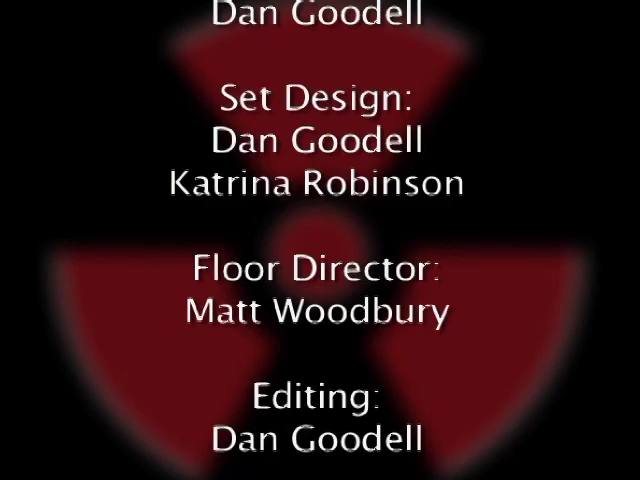 Dan Goodell
Set Design:
Dan Goodell
Katrina Robinson
Floor Director:
Matt Woodbury
Editing:
Dan Goodell